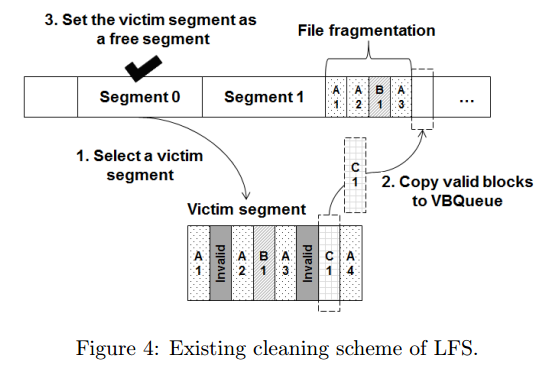 3. Set the victim segment as
a free segment
File fragmentation
Segment 0
Segment 1
A
1
A
2
B
1
A
3
...
1. Select a victim
segment
C
1
2. Copy valid blocks
to VBQueue
Victim segment
A
1
Invalid
A
2
B
1
A
3
Invalid
C
1
A
4
Figure 4: Existing cleaning scheme of LFS.